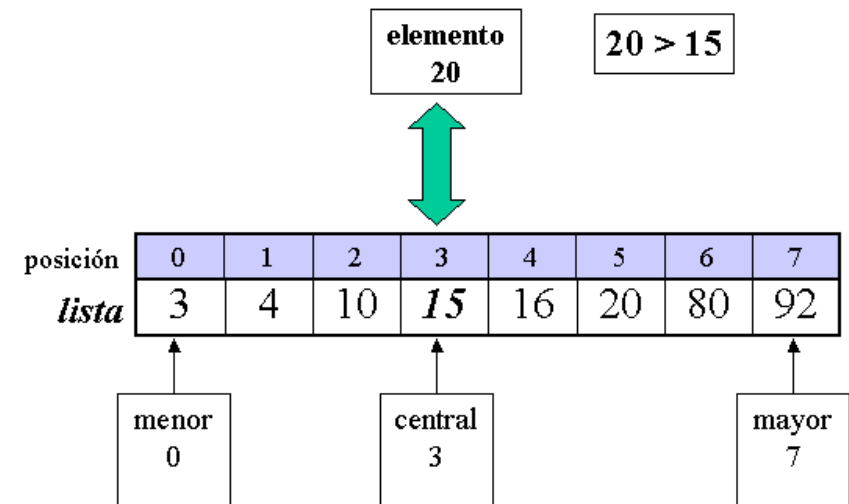 elemento
20
20 > 15
posición 0 1 2 3 4 5 6 7
lista 3 4 10 15 16 20 80 92
menor
0
central
3
mayor
7